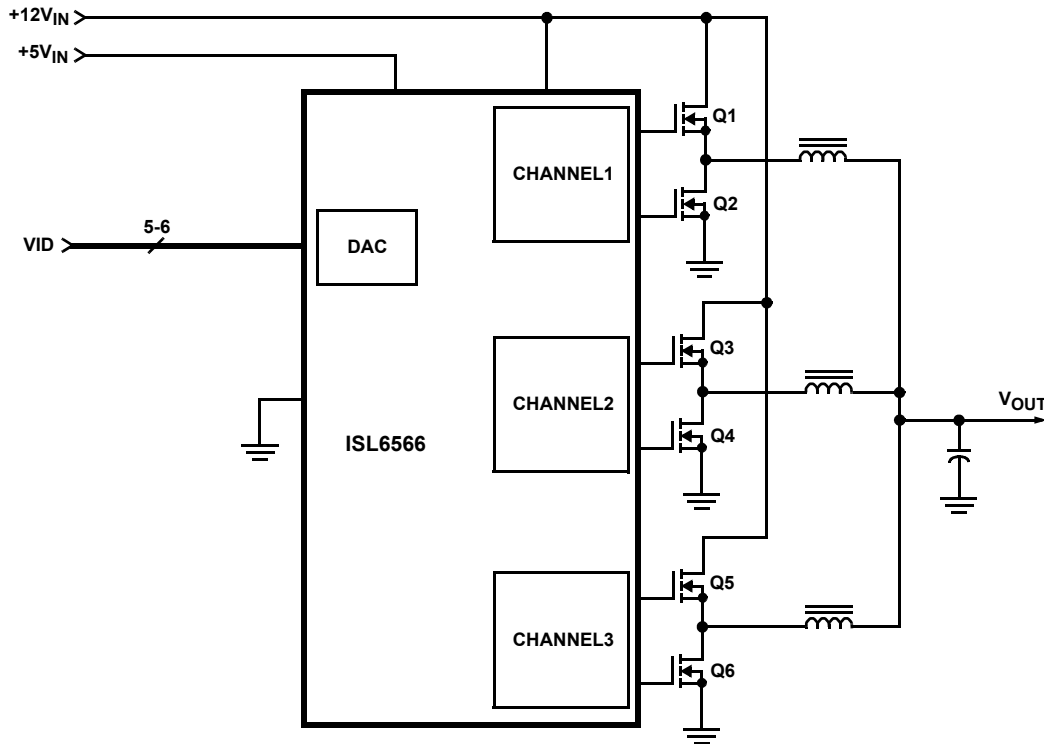 +12VIN
+5VIN
Q1
CHANNEL1
Q2
5-6
VID
DAC
Q3
CHANNEL2
VOUT
Q4
ISL6566
Q5
CHANNEL3
Q6